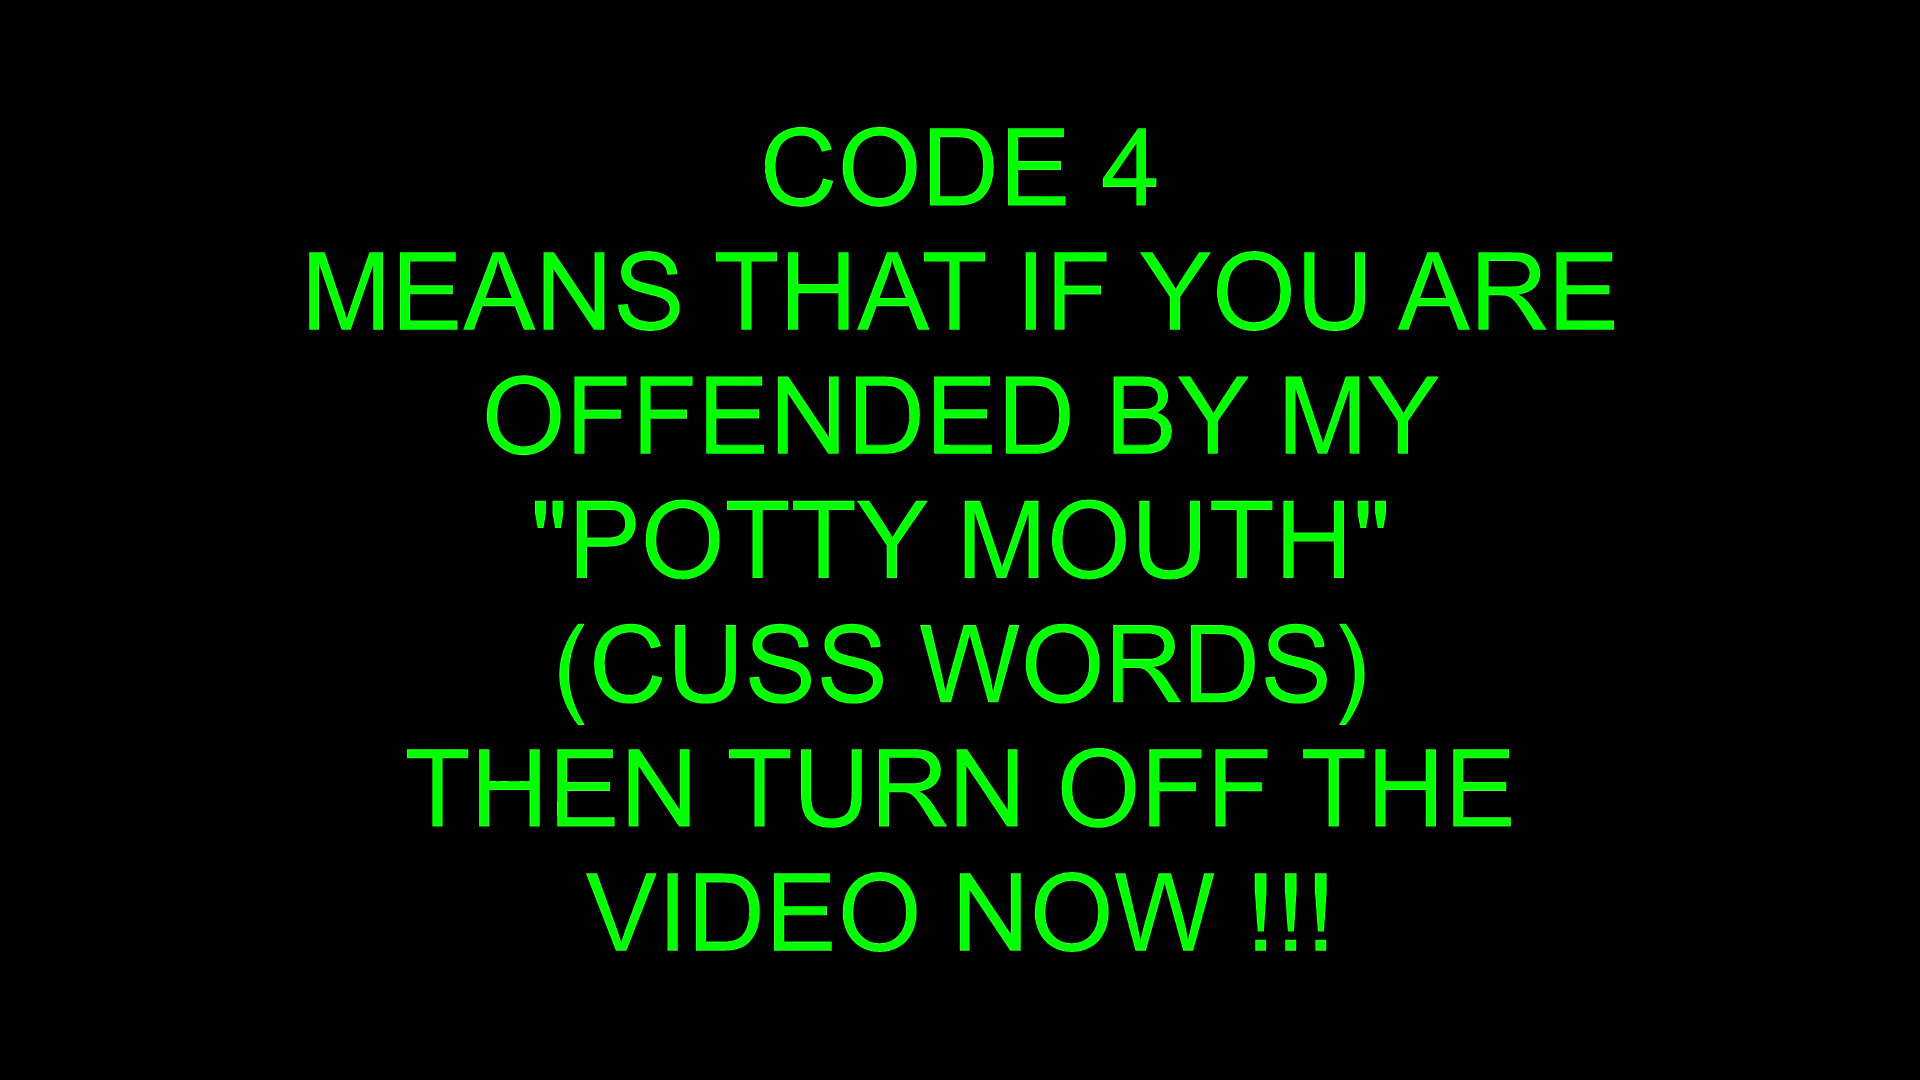 CODE 4
MEANS THAT IF YOU ARE
OFFENDED BY MY
"POTTY MOUTH"
(CUSS WORDS)
THEN TURN OFF THE
VIDEO NOW !!!